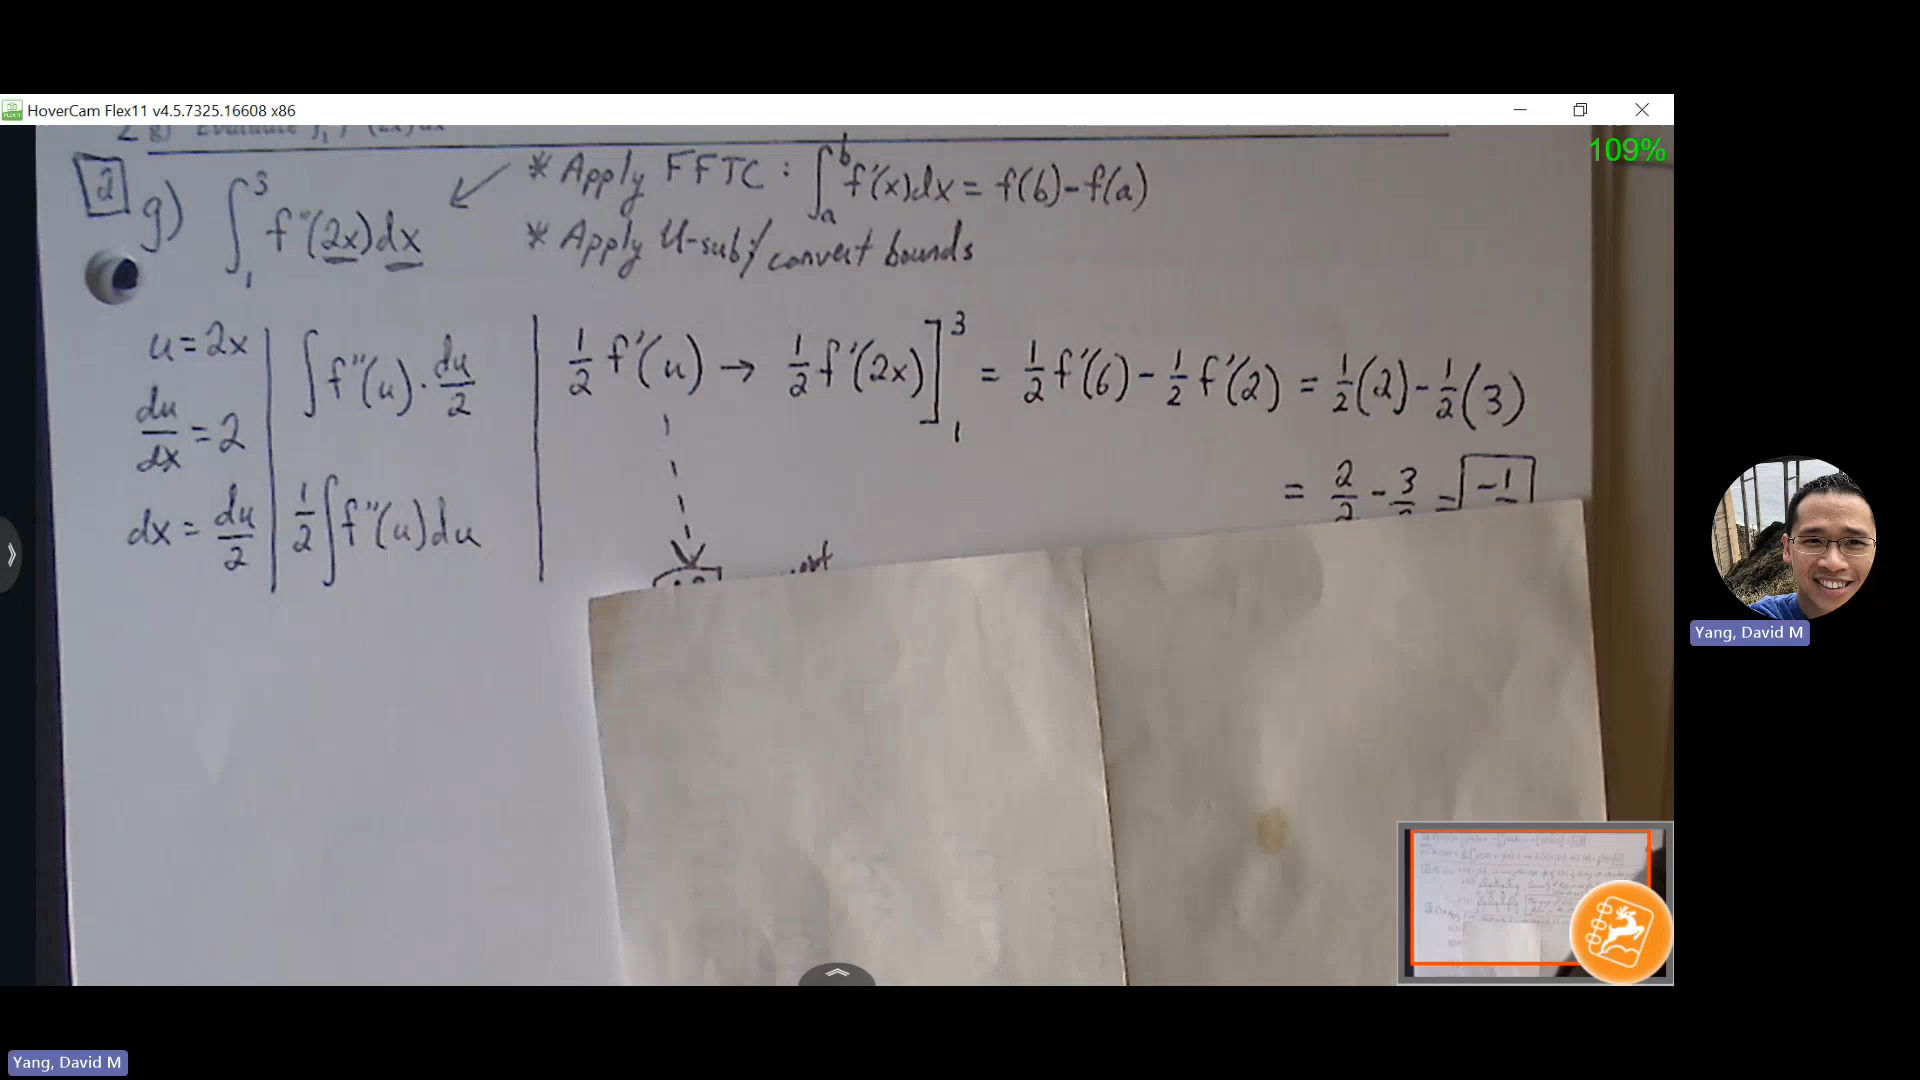 HoverCam Flex11 v4.5.7325.16608 x86
109%
2 g) Evaluate
2 g) ∫₁³ f''(2x)dx
* Apply FFTC : ∫ₐᵇ f'(x)dx = f(b)-f(a)
* Apply U-sub/convert bounds
u=2x
du/dx = 2
dx = du/2
∫f''(u)·du/2
1/2 ∫f''(u)du
1/2 f'(u) → 1/2 f'(2x)]₁³ = 1/2 f'(6) - 1/2 f'(2) = 1/2(2) - 1/2(3)
= 2/2 - 3/2 = -1
Yang, David M
Yang, David M